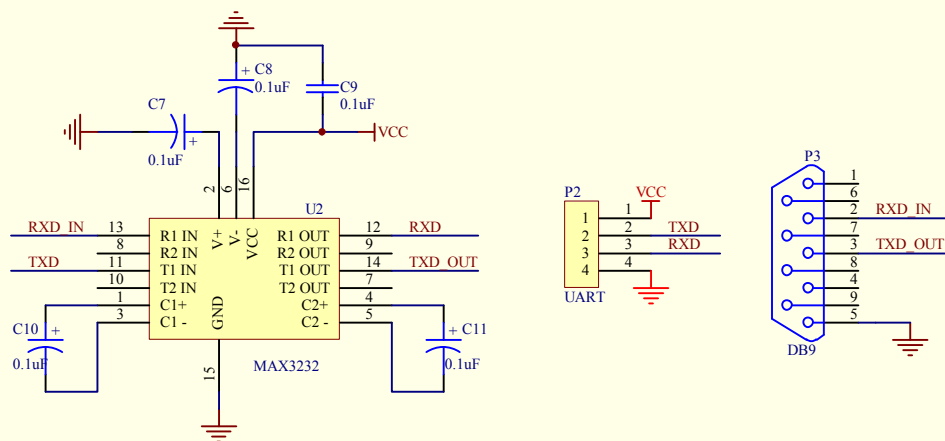 + C8
0.1uF
C9
0.1uF
C7
+
0.1uF
VCC
2
6
16
U2
RXD_IN
13
R1 IN
V+
V-
VCC
R1 OUT
12
RXD
8
R2 IN
R2 OUT
9
TXD
11
T1 IN
T1 OUT
14
TXD_OUT
10
T2 IN
T2 OUT
7
1
C1+
C2+
4
3
C1 -
GND
C2 -
5
C10 +
0.1uF
+ C11
0.1uF
15
MAX3232
P2
VCC
1
1
2
2
TXD
3
3
RXD
4
4
UART
P3
1
6
2
RXD_IN
7
3
TXD_OUT
8
4
9
5
DB9